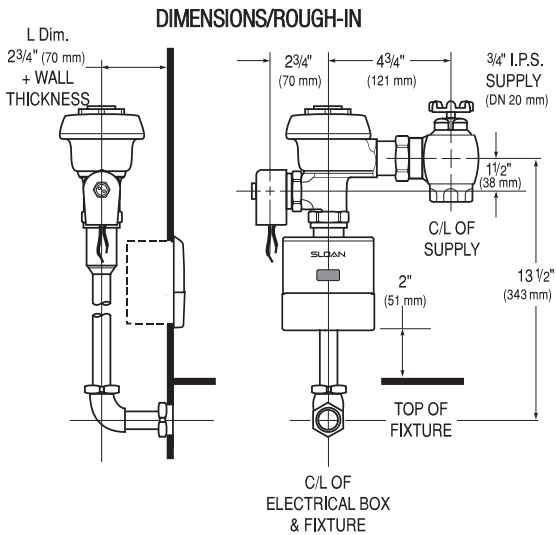 DIMENSIONS/ROUGH-IN
L Dim.
2 3/4" (70 mm)
+ WALL
THICKNESS
2 3/4"
(70 mm)
4 3/4"
(121 mm)
3/4" I.P.S.
SUPPLY
(DN 20 mm)
1 1/2"
(38 mm)
C/L OF
SUPPLY
SLOAN
2"
(51 mm)
13 1/2"
(343 mm)
TOP OF
FIXTURE
C/L OF
ELECTRICAL BOX
& FIXTURE